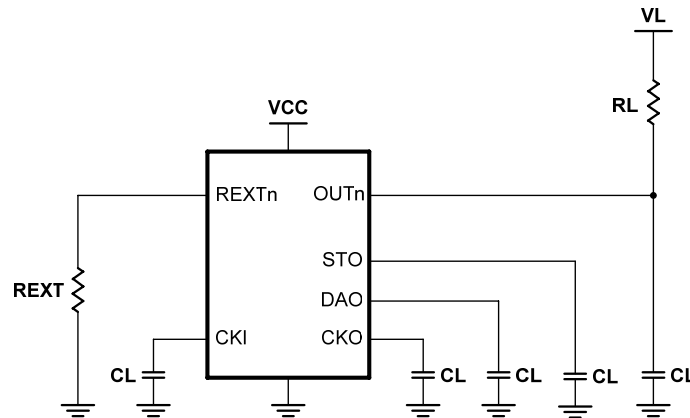 VL
RL
VCC
REXTn
OUTn
STO
REXT
DAO
CKI
CKO
CL
CL
CL
CL
CL